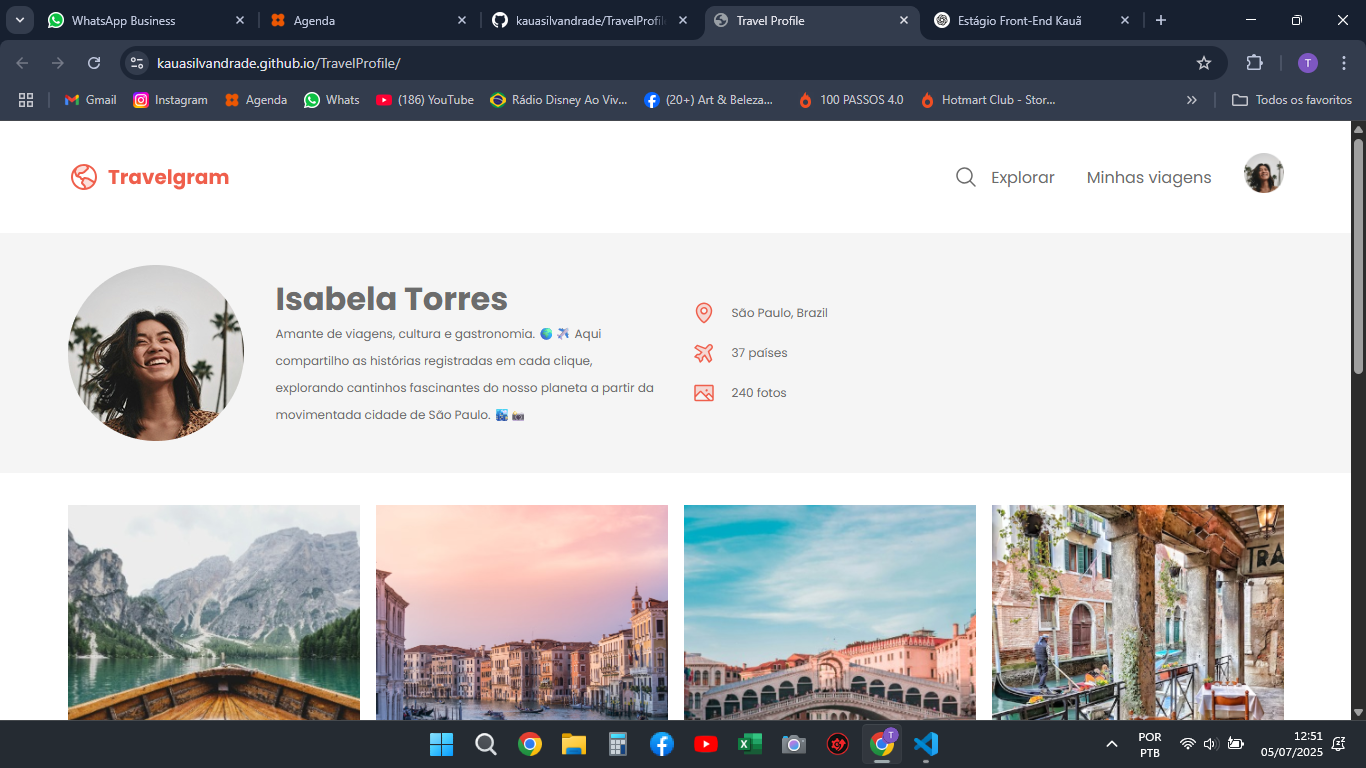 WhatsApp Business
Agenda
kauasilvandrade/TravelProfil
Travel Profile
Estágio Front-End Kauã
kauasilvandrade.github.io/TravelProfile/
T
Gmail
Instagram
Agenda
Whats
(186) YouTube
Rádio Disney Ao Viv...
(20+) Art & Beleza...
100 PASSOS 4.0
Hotmart Club - Stor...
Todos os favoritos
Travelgram
Explorar
Minhas viagens
Isabela Torres
Amante de viagens, cultura e gastronomia. 🌍 ✈️ Aqui
compartilho as histórias registradas em cada clique,
explorando cantinhos fascinantes do nosso planeta a partir da
movimentada cidade de São Paulo. 🌃 📸
São Paulo, Brazil
37 países
240 fotos
TRA
T
POR
PTB
12:51
05/07/2025